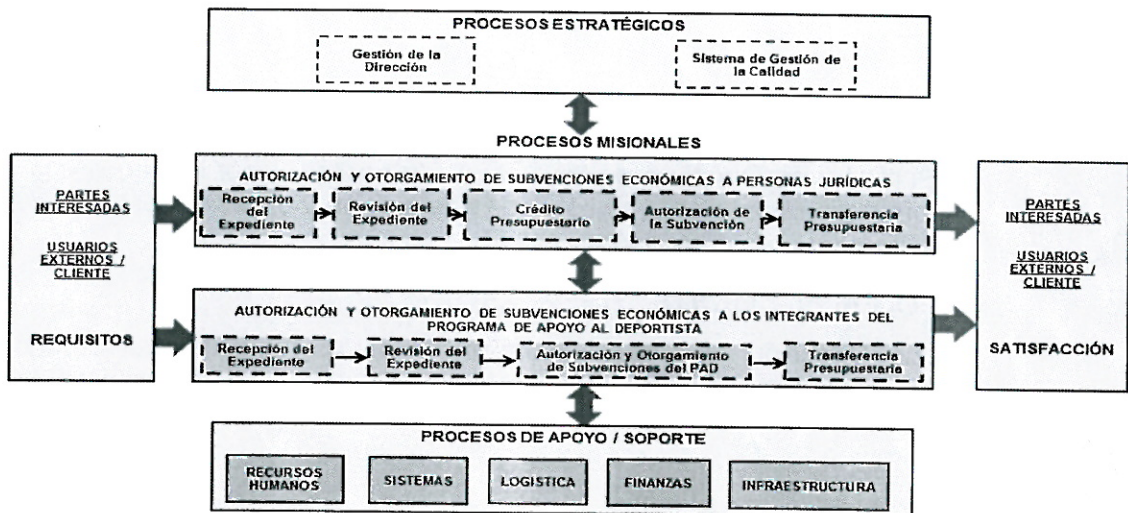 PROCESOS ESTRATÉGICOS
Gestión de la
Dirección
Sistema de Gestión de
la Calidad
PROCESOS MISIONALES
PARTES
INTERESADAS
USUARIOS
EXTERNOS /
CLIENTE
REQUISITOS
AUTORIZACIÓN Y OTORGAMIENTO DE SUBVENCIONES ECONÓMICAS A PERSONAS JURÍDICAS
Recepción
del
Expediente
Revisión del
Expediente
Crédito
Presupuestario
Autorización de
la Subvención
Transferencia
Presupuestaria
AUTORIZACIÓN Y OTORGAMIENTO DE SUBVENCIONES ECONÓMICAS A LOS INTEGRANTES DEL
PROGRAMA DE APOYO AL DEPORTISTA
Recepción del
Expediente
Revisión del
Expediente
Autorización y Otorgamiento
de Subvenciones del PAD
Transferencia
Presupuestaria
PARTES
INTERESADAS
USUARIOS
EXTERNOS /
CLIENTE
SATISFACCIÓN
PROCESOS DE APOYO / SOPORTE
RECURSOS
HUMANOS
SISTEMAS
LOGÍSTICA
FINANZAS
INFRAESTRUCTURA